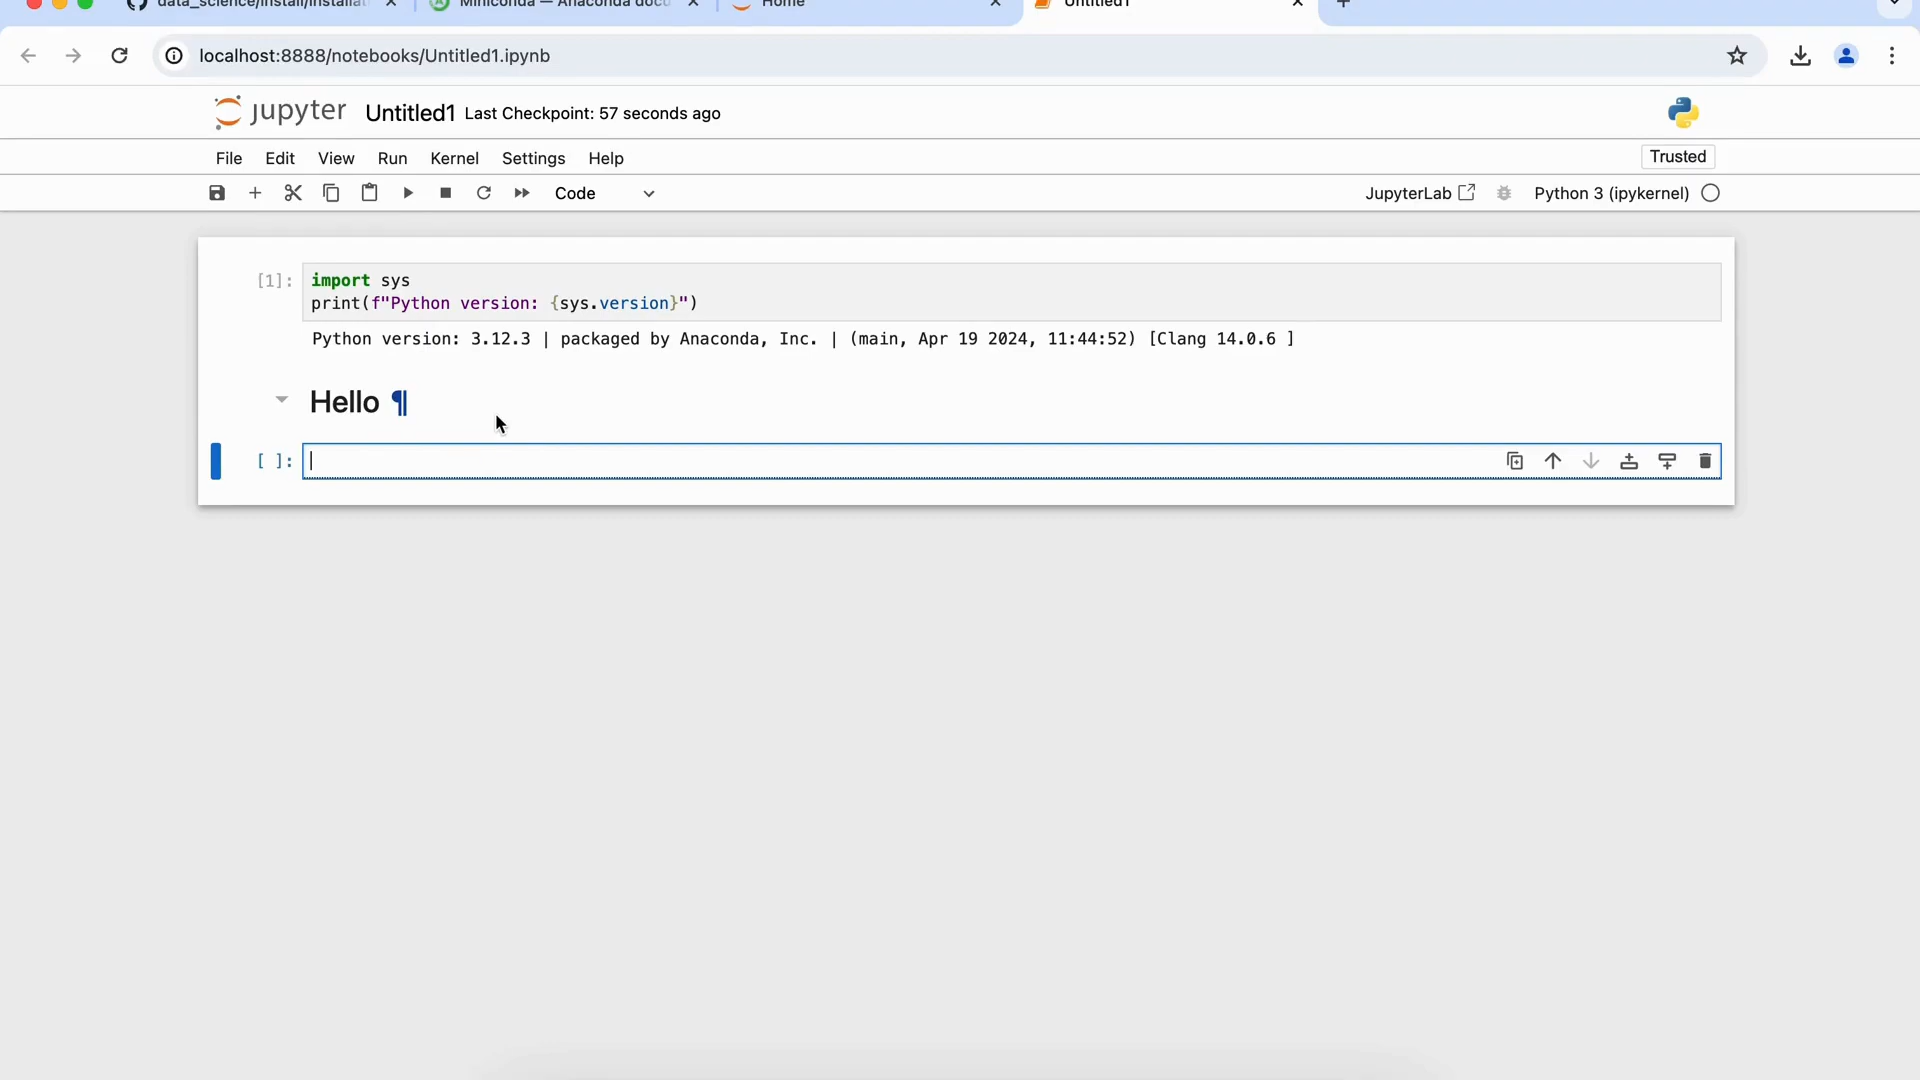 data_science/install/installat
Miniconda — Anaconda docu
Home
Untitled1
localhost:8888/notebooks/Untitled1.ipynb
jupyter Untitled1 Last Checkpoint: 57 seconds ago
File Edit View Run Kernel Settings Help
Trusted
Code
JupyterLab
Python 3 (ipykernel)
[1]: import sys
print(f"Python version: {sys.version}")
Python version: 3.12.3 | packaged by Anaconda, Inc. | (main, Apr 19 2024, 11:44:52) [Clang 14.0.6 ]
Hello ¶
[ ]: